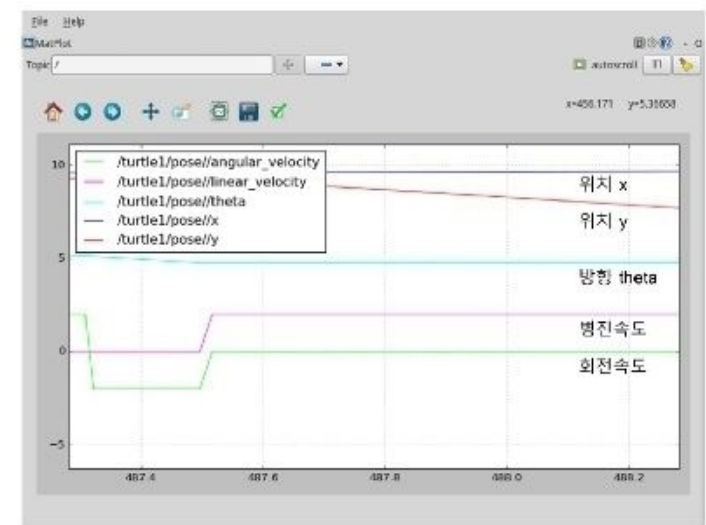 File Help
MatPlot
Topic /
autoscroll
x=456.171 y=5.36658
/turtle1/pose//angular_velocity
/turtle1/pose//linear_velocity
/turtle1/pose//theta
/turtle1/pose//x
/turtle1/pose//y
10
5
0
−5
위치 x
위치 y
방향 theta
병진속도
회전속도
487.4 487.6 487.8 488.0 488.2